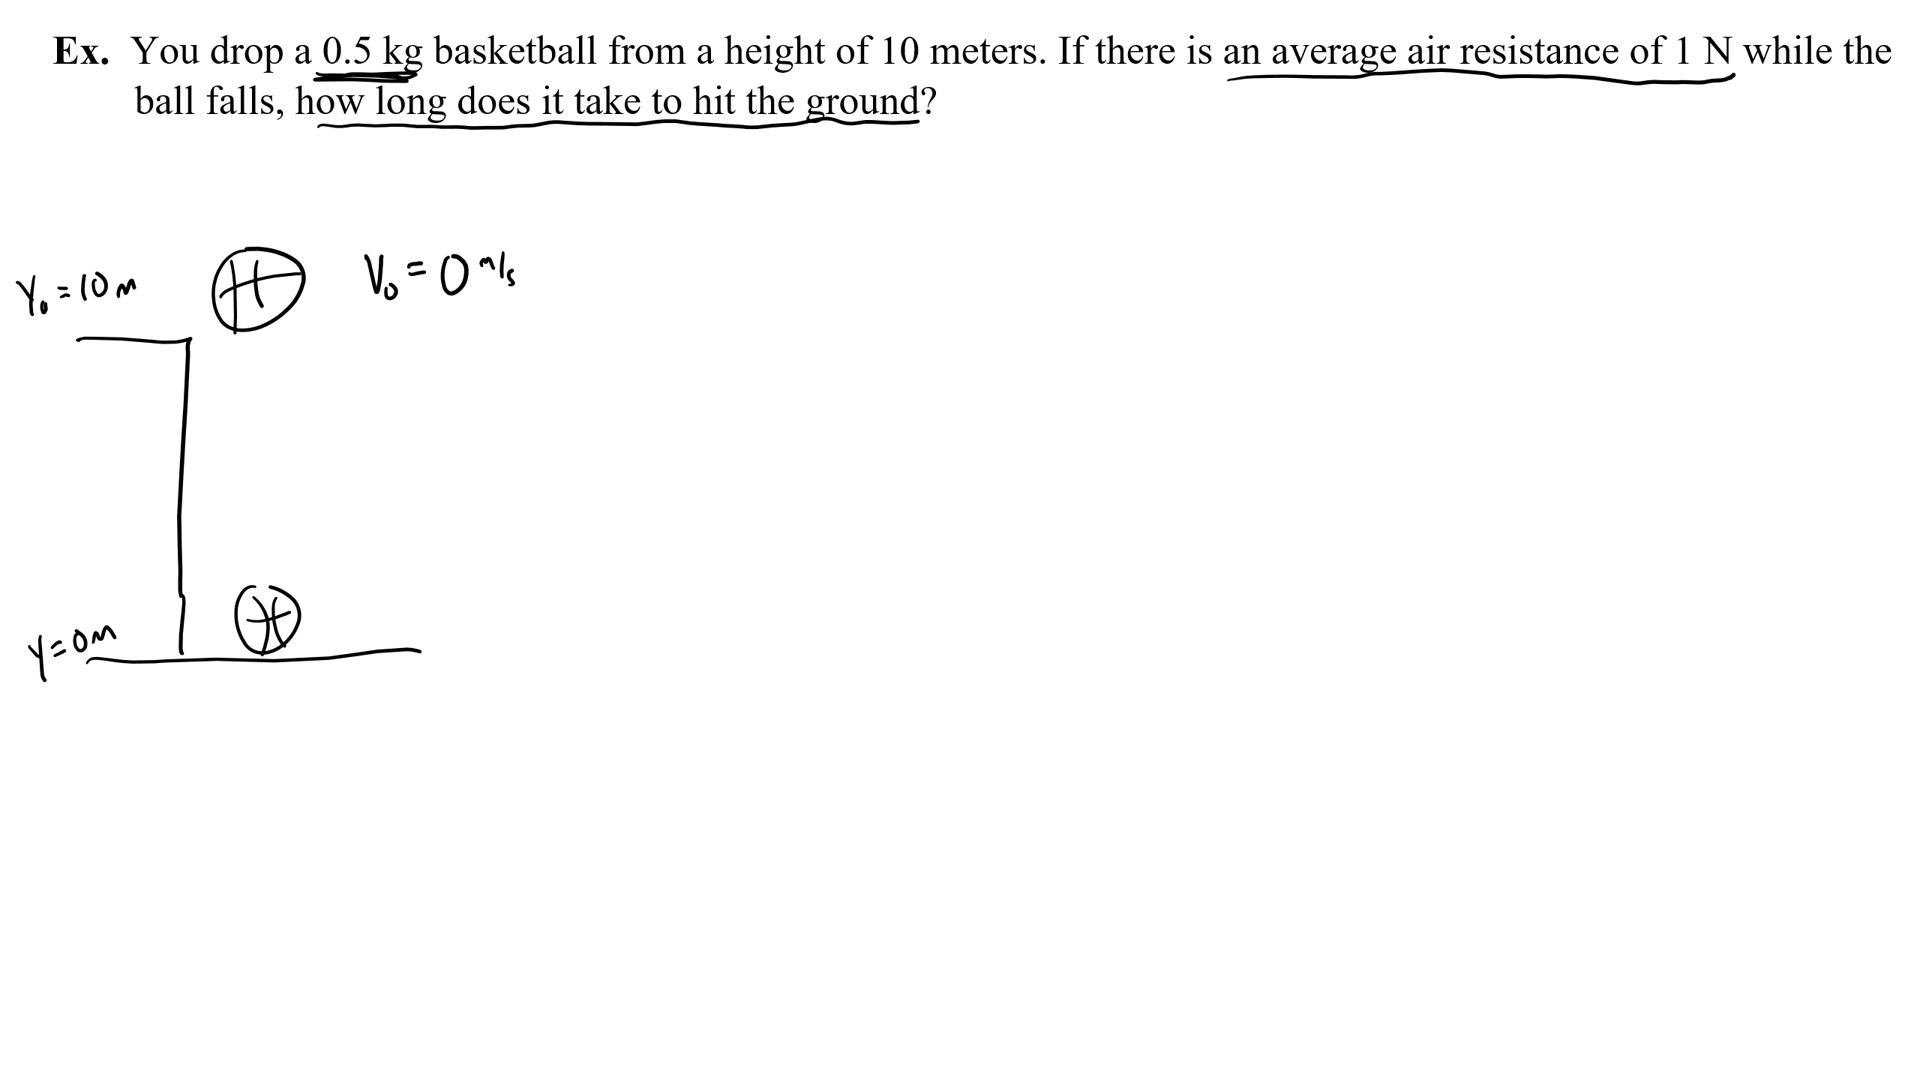 Ex. You drop a 0.5 kg basketball from a height of 10 meters. If there is an average air resistance of 1 N while the
ball falls, how long does it take to hit the ground?
Y₀ = 10 m
V₀ = 0 m/s
Y = 0 m